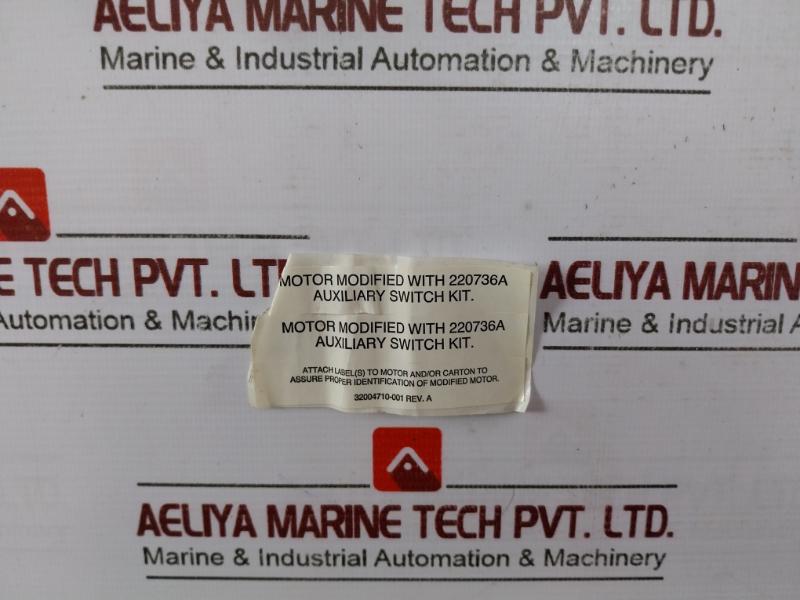 AELIYA MARINE TECH PVT. LTD.
Marine & Industrial Automation & Machinery
E TECH PVT. LT
Automation & Machin
AELIYA MARIN
Marine & Industrial A
MOTOR MODIFIED WITH 220736A
AUXILIARY SWITCH KIT.
MOTOR MODIFIED WITH 220736A
AUXILIARY SWITCH KIT.
ATTACH LABEL(S) TO MOTOR AND/OR CARTON TO
ASSURE PROPER IDENTIFICATION OF MODIFIED MOTOR.
32004710-001 REV. A
AELIYA MARINE TECH PVT. LTD.
Marine & Industrial Automation & Machinery